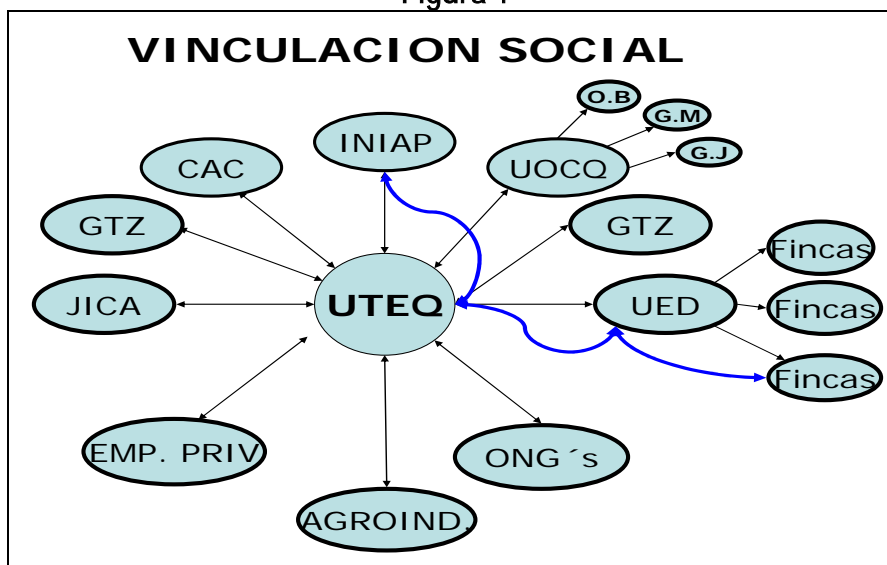 Figura 1
VINCULACION SOCIAL
O.B
G.M
G.J
INIAP
UOCQ
CAC
GTZ
GTZ
Fincas
JICA
UTEQ
UED
Fincas
Fincas
EMP. PRIV
ONG´s
AGROIND.